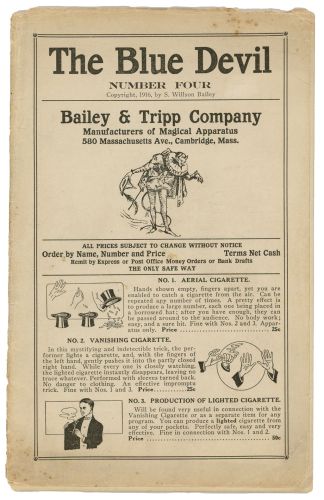 The Blue Devil
NUMBER FOUR
Copyright, 1916, by S. Willson Bailey
Bailey & Tripp Company
Manufacturers of Magical Apparatus
580 Massachusetts Ave., Cambridge, Mass.
ALL PRICES SUBJECT TO CHANGE WITHOUT NOTICE
Order by Name, Number and Price Terms Net Cash
Remit by Express or Post Office Money Orders or Bank Drafts
THE ONLY SAFE WAY
NO. 1. AERIAL CIGARETTE.
Hands shown empty, fingers apart, yet you are
enabled to catch a cigarette from the air. Can be
repeated any number of times. A pretty effect is
to produce a large number, each one being placed in
a borrowed hat; after you have enough, they can
be passed around to the audience. No body work;
easy, and a sure hit. Fine with Nos. 2 and 3. Appar-
atus only. Price .................... 25c
NO. 2. VANISHING CIGARETTE.
In this mystifying and indetectible trick, the per-
former lights a cigarette, and, with the fingers of
the left hand, gently pushes it into the partly closed
right hand. While every one is closely watching,
the lighted cigarette instantly disappears, leaving no
trace whatever. Performed with sleeves turned back.
No danger to clothing. An effective impromptu
trick. Fine with Nos. 1 and 3. Price.............25c
NO. 3. PRODUCTION OF LIGHTED CIGARETTE.
Will be found very useful in connection with the
Vanishing Cigarette or as a separate item for any
program. You can produce a lighted cigarette from
any of your pockets. Perfectly safe, easy and very
effective. Fine in connection with Nos. 1 and 2.
Price ........................................ 50c